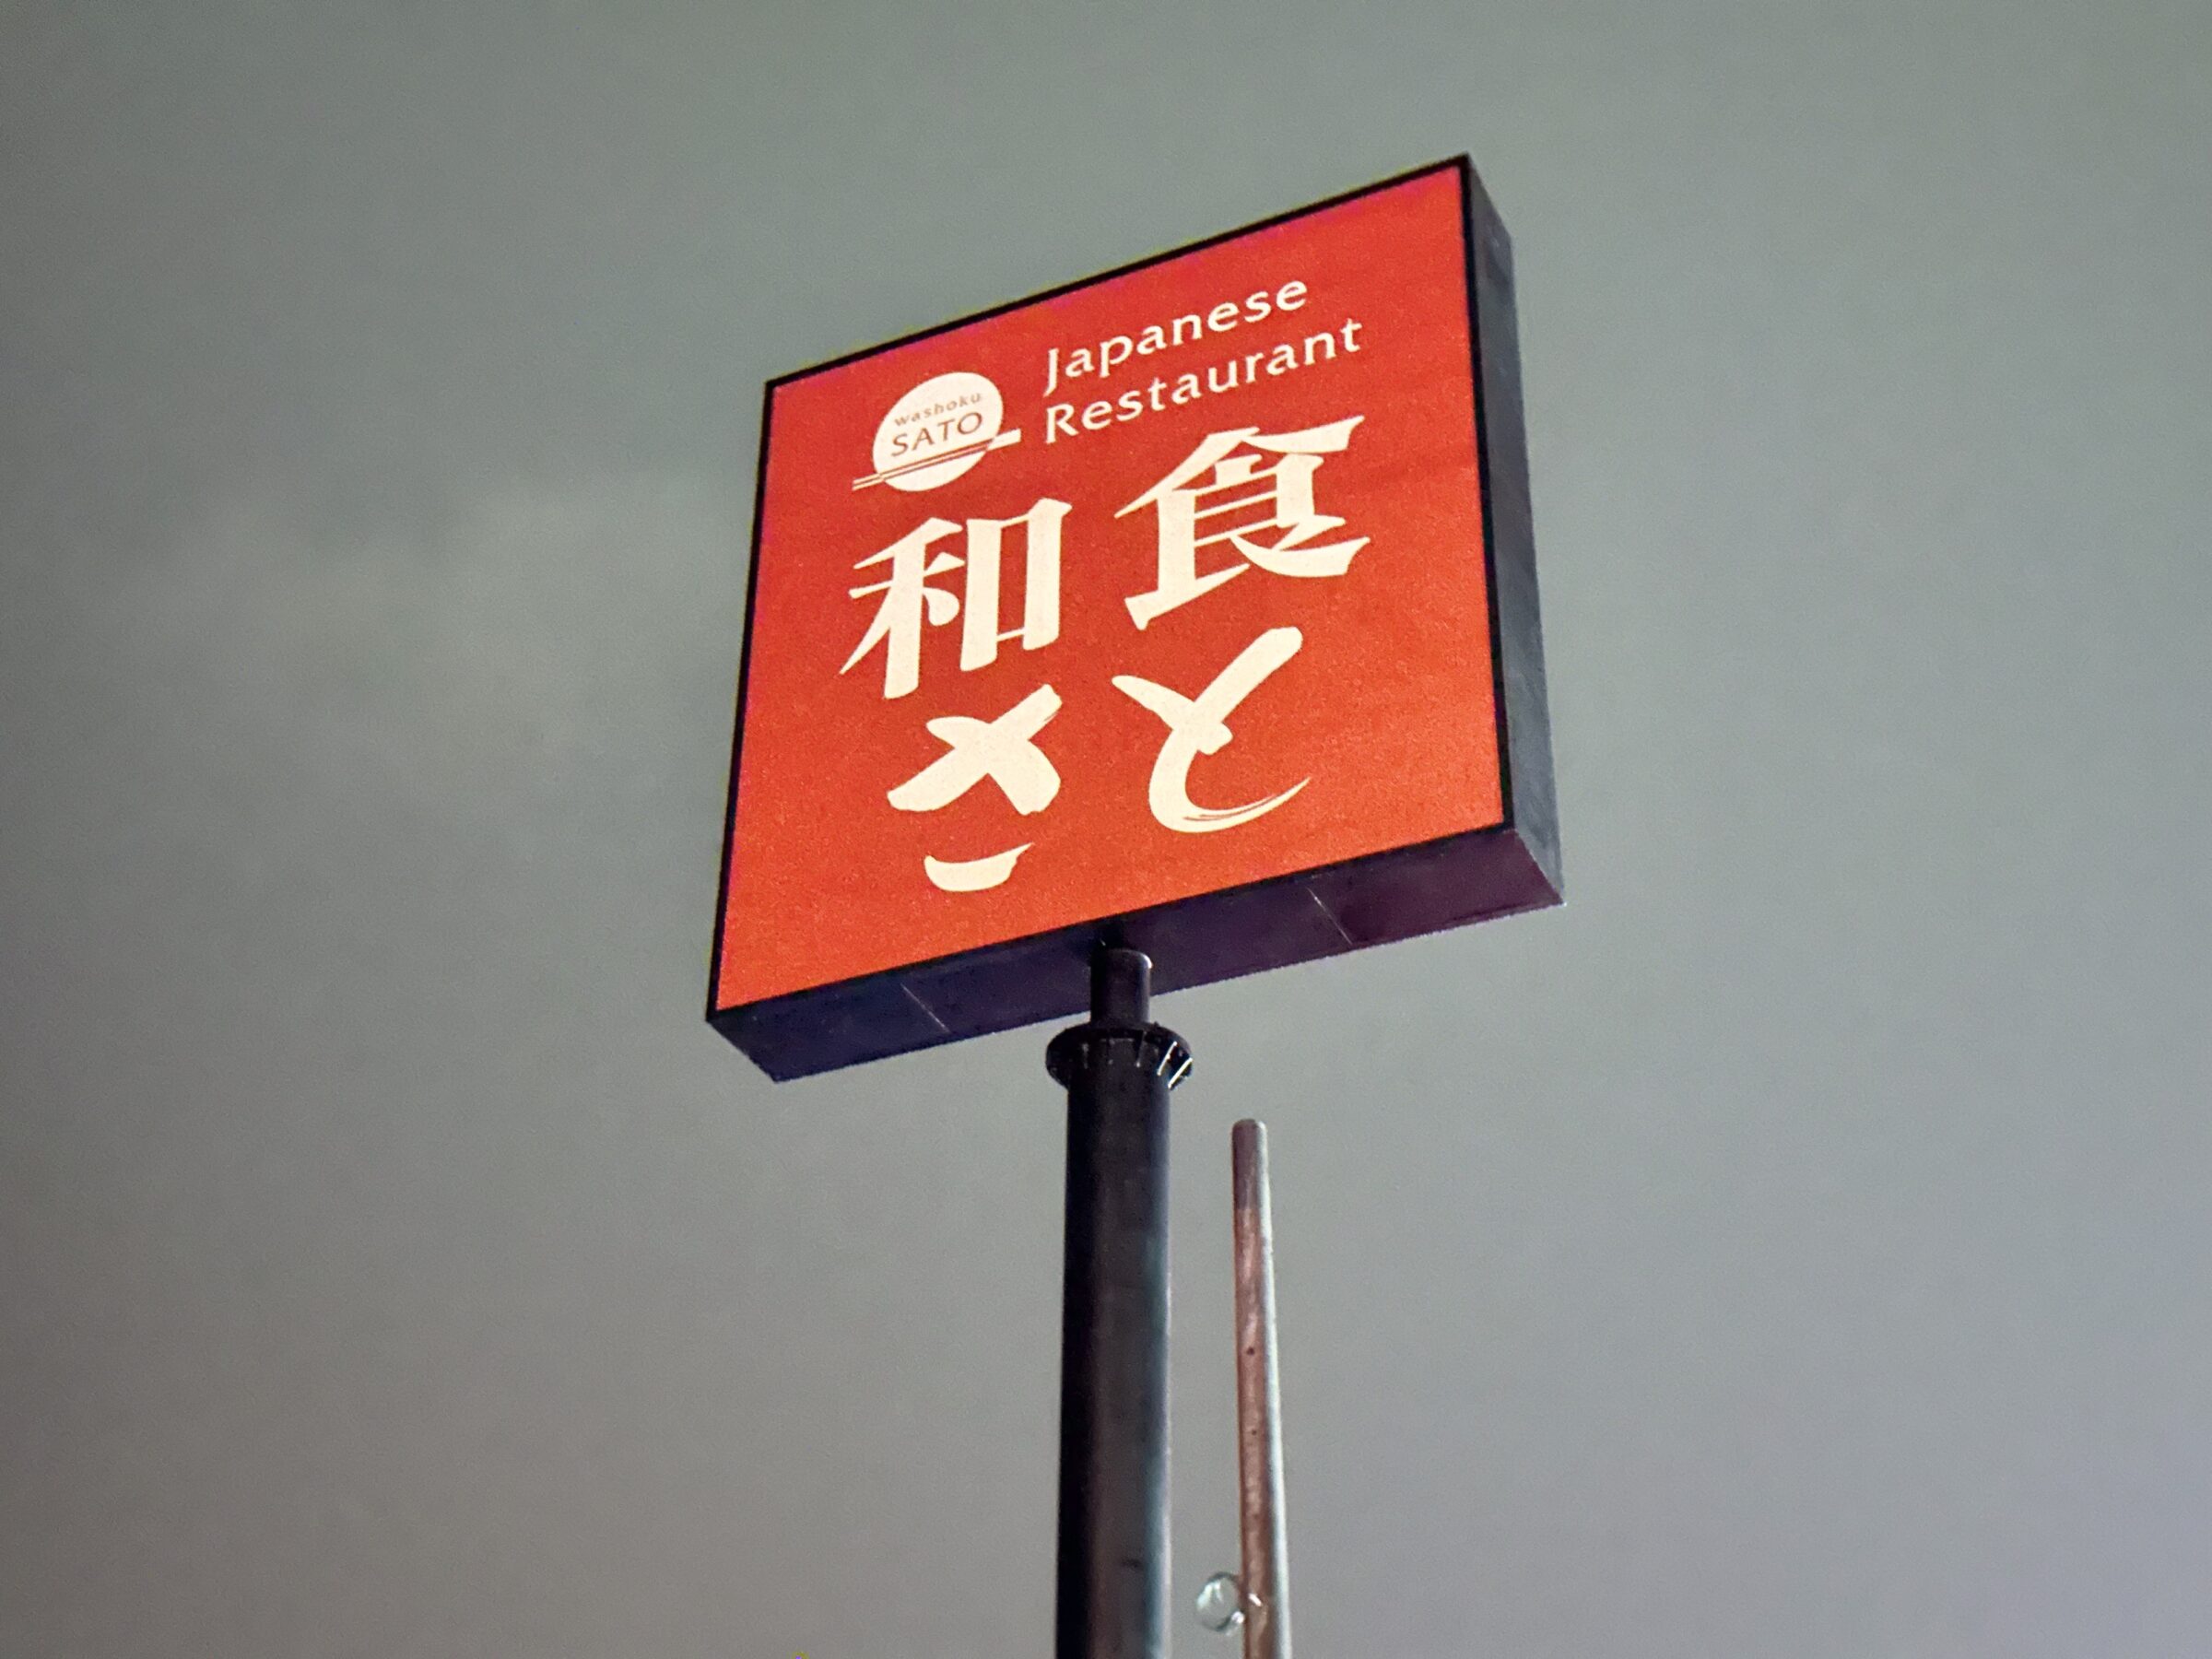 washoku
SATO
Japanese
Restaurant
和食
さと